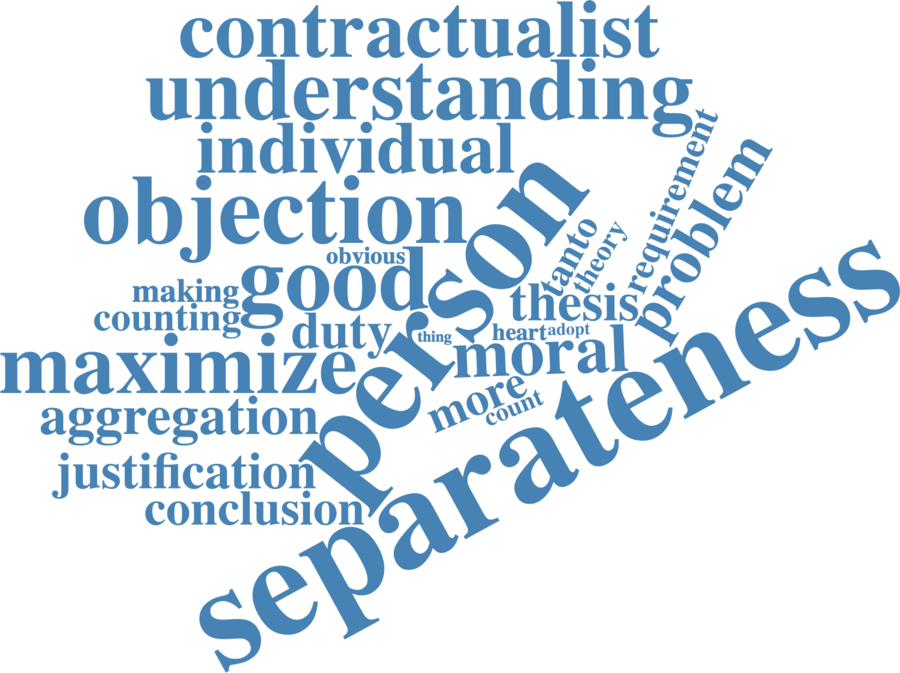 contractualist
understanding
individual
requirement
problem
objection
person
tanto
theory
obvious
good
making
thesis
counting
duty
thing
heart
adopt
separateness
maximize
moral
more
count
aggregation
justification
conclusion